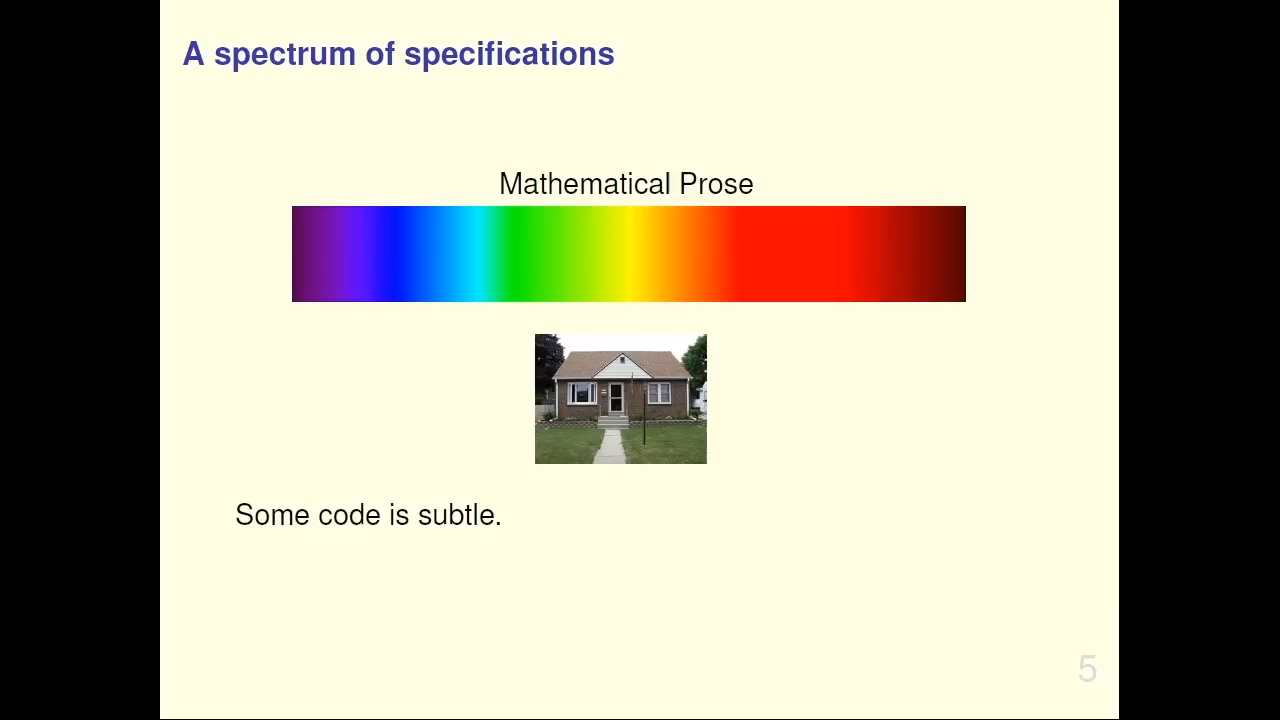 A spectrum of specifications
Mathematical Prose
Some code is subtle.
5